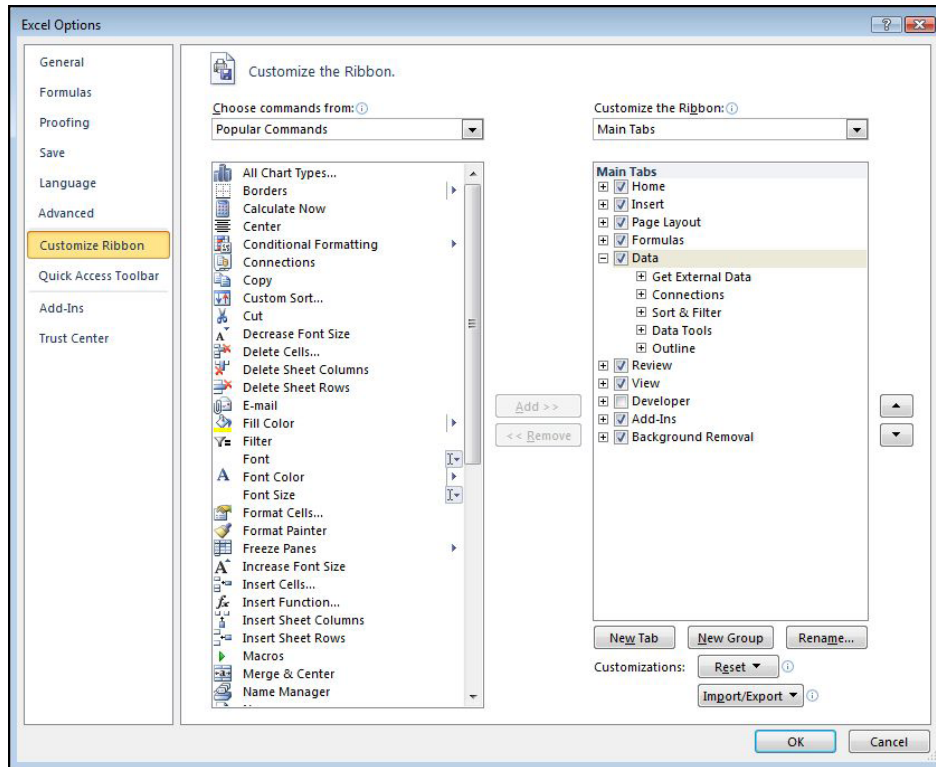 Excel Options
General
Formulas
Proofing
Save
Language
Advanced
Customize Ribbon
Quick Access Toolbar
Add-Ins
Trust Center
Customize the Ribbon.
Choose commands from:
Popular Commands
All Chart Types...
Borders
Calculate Now
Center
Conditional Formatting
Connections
Copy
Custom Sort...
Cut
Decrease Font Size
Delete Cells...
Delete Sheet Columns
Delete Sheet Rows
E-mail
Fill Color
Filter
Font
Font Color
Font Size
Format Cells...
Format Painter
Freeze Panes
Increase Font Size
Insert Cells...
Insert Function...
Insert Sheet Columns
Insert Sheet Rows
Macros
Merge & Center
Name Manager
Add >>
<< Remove
Customize the Ribbon:
Main Tabs
Main Tabs
Home
Insert
Page Layout
Formulas
Data
Get External Data
Connections
Sort & Filter
Data Tools
Outline
Review
View
Developer
Add-Ins
Background Removal
New Tab
New Group
Rename...
Customizations:
Reset
Import/Export
OK
Cancel